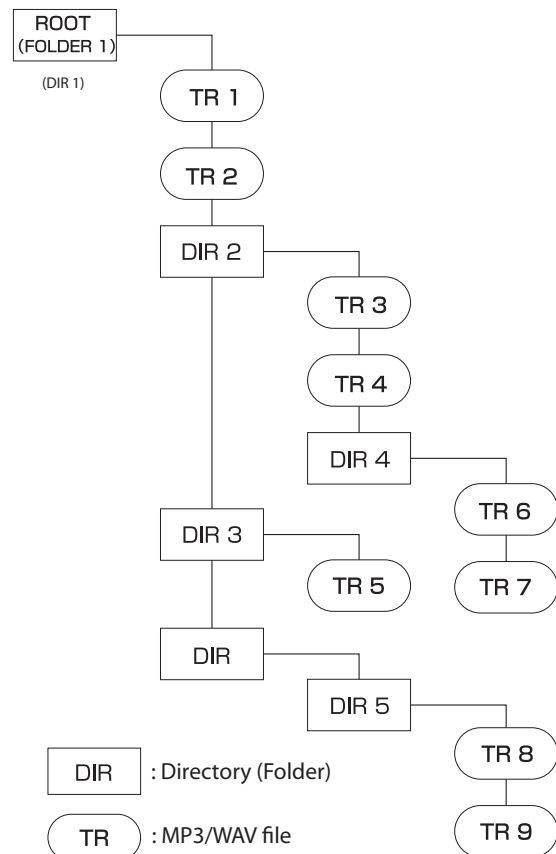 ROOT
(FOLDER 1)
(DIR 1)
TR 1
TR 2
DIR 2
TR 3
TR 4
DIR 4
TR 6
TR 7
DIR 3
TR 5
DIR
DIR 5
TR 8
TR 9
DIR : Directory (Folder)
TR : MP3/WAV file